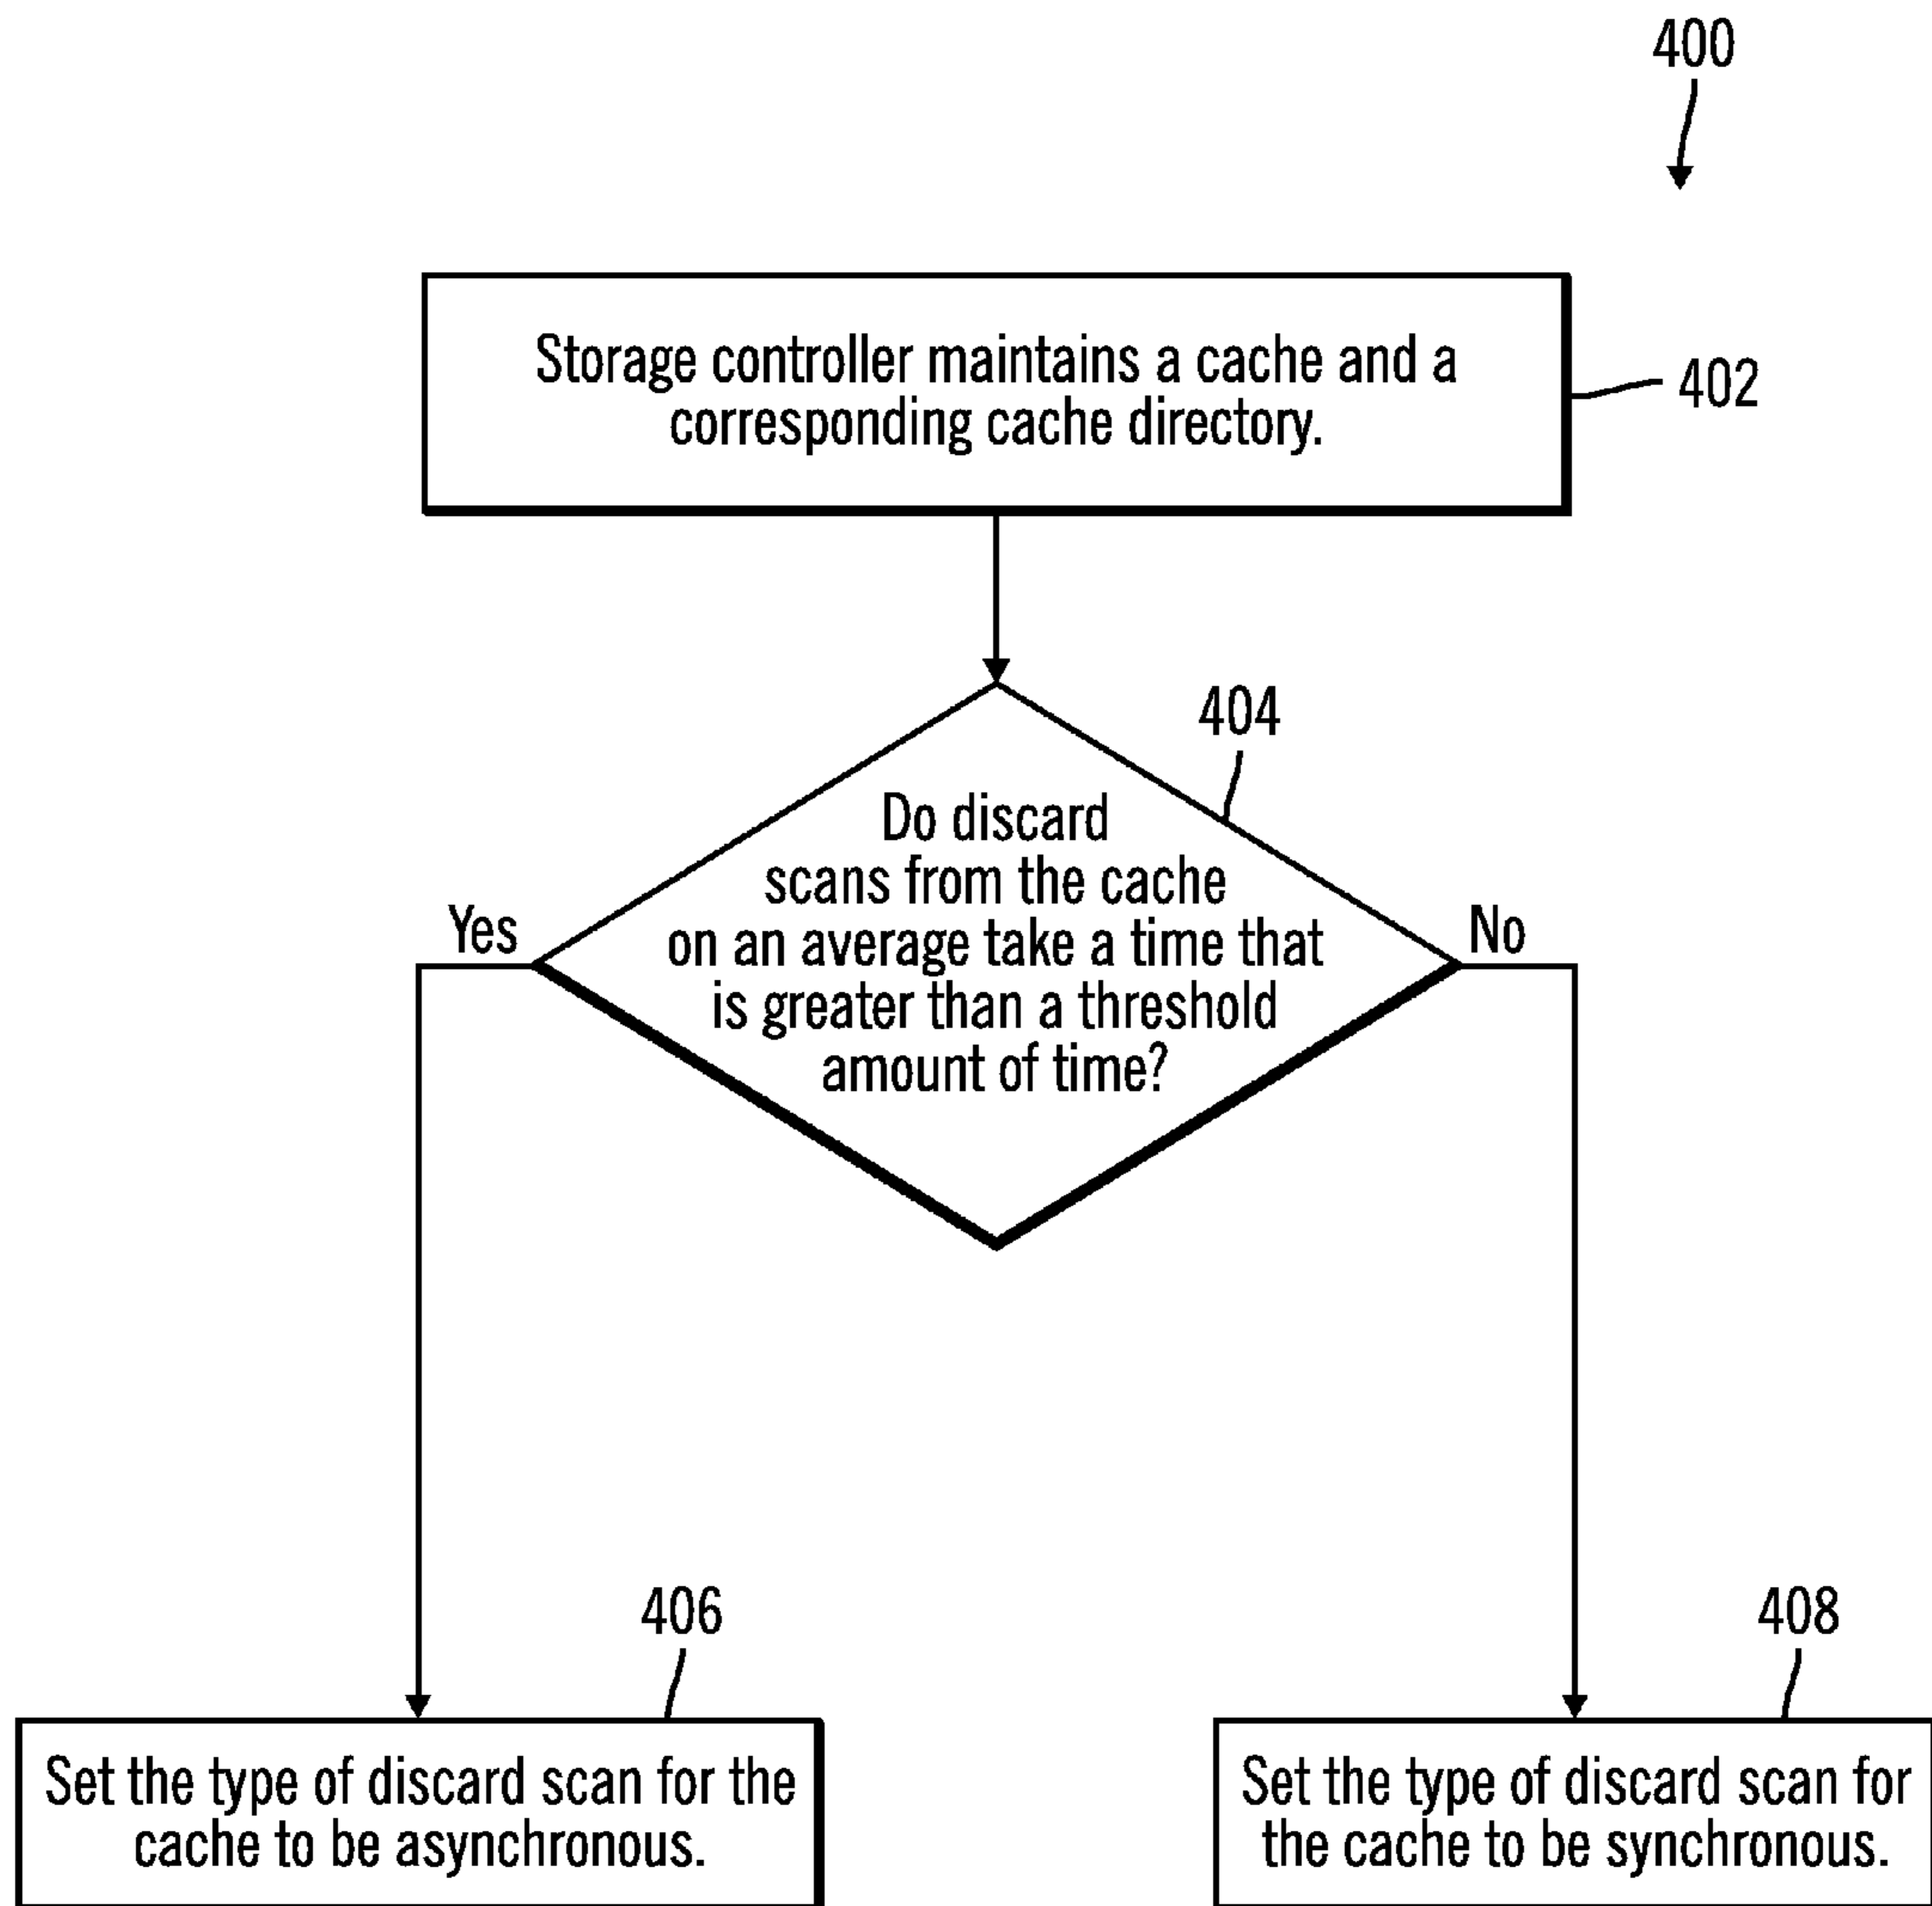 400
Storage controller maintains a cache and a
corresponding cache directory.
402
404
Do discard
scans from the cache
on an average take a time that
is greater than a threshold
amount of time?
Yes
No
406
Set the type of discard scan for the
cache to be asynchronous.
408
Set the type of discard scan for
the cache to be synchronous.